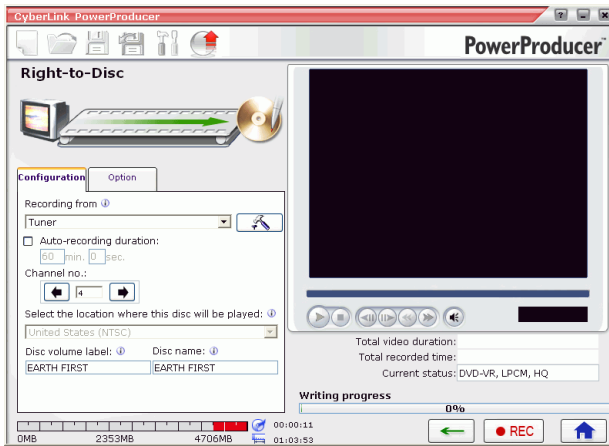 CyberLink PowerProducer
PowerProducer™
Right-to-Disc
Configuration
Option
Recording from
Tuner
Auto-recording duration:
60 min. 0 sec.
Channel no.:
4
Select the location where this disc will be played:
United States (NTSC)
Disc volume label: Disc name:
EARTH FIRST EARTH FIRST
Total video duration:
Total recorded time:
Current status: DVD-VR, LPCM, HQ
Writing progress
0%
00:00:11
0MB 2353MB 4706MB 01:03:53
REC